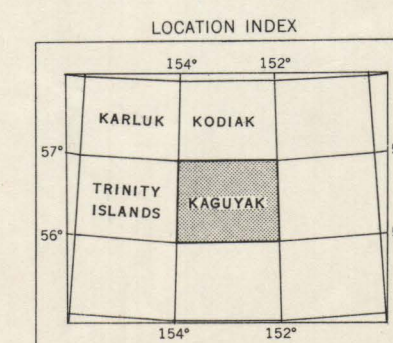 LOCATION INDEX
154° 152°
KARLUK KODIAK
57°
TRINITY
ISLANDS
KAGUYAK
56°
154° 152°